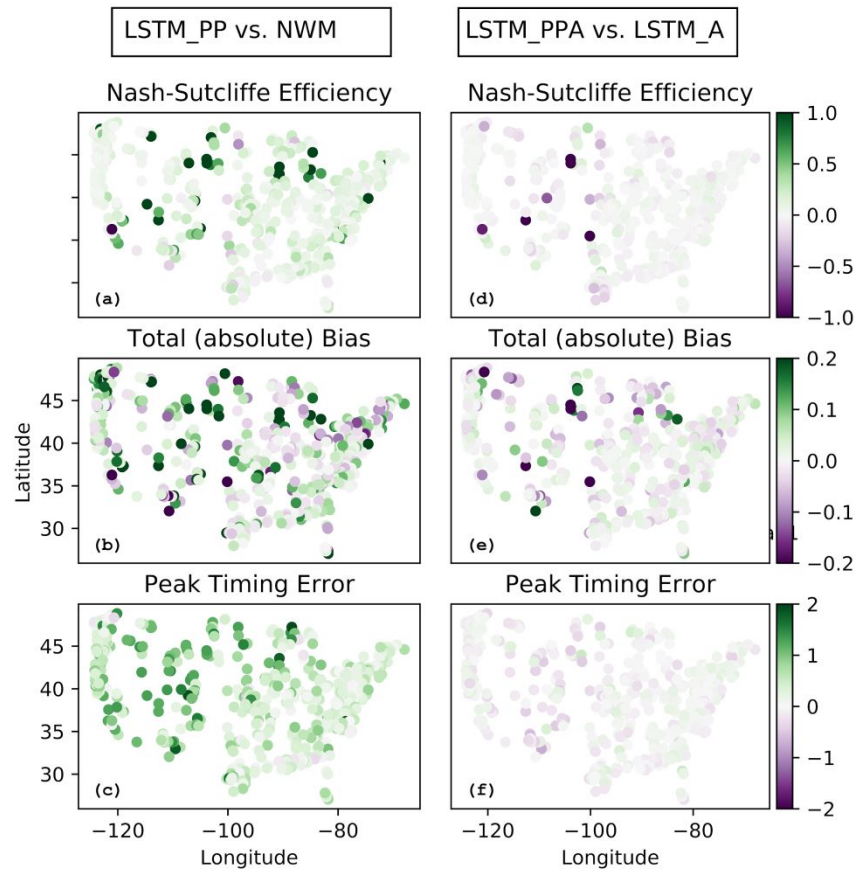 LSTM_PP vs. NWM
LSTM_PPA vs. LSTM_A
Nash-Sutcliffe Efficiency
Nash-Sutcliffe Efficiency
(a)
(d)
1.0
0.5
0.0
−0.5
−1.0
Total (absolute) Bias
Total (absolute) Bias
45
40
35
30
Latitude
(b)
(e)
0.2
0.1
0.0
−0.1
−0.2
Peak Timing Error
Peak Timing Error
45
40
35
30
(c)
(f)
2
1
0
−1
−2
−120
−100
−80
−120
−100
−80
Longitude
Longitude